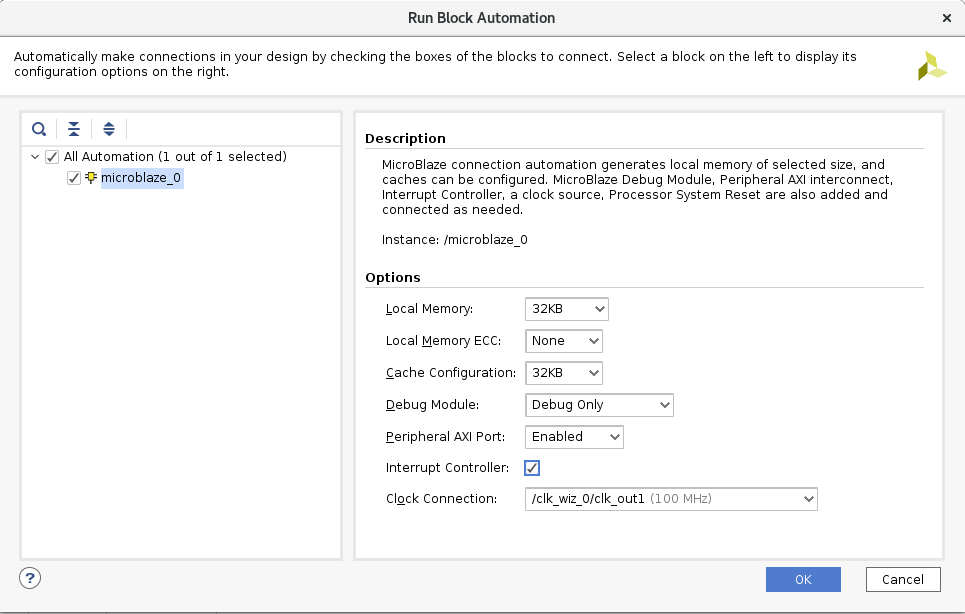 Run Block Automation
Automatically make connections in your design by checking the boxes of the blocks to connect. Select a block on the left to display its
configuration options on the right.
All Automation (1 out of 1 selected)
microblaze_0
Description
MicroBlaze connection automation generates local memory of selected size, and
caches can be configured. MicroBlaze Debug Module, Peripheral AXI interconnect,
Interrupt Controller, a clock source, Processor System Reset are also added and
connected as needed.
Instance: /microblaze_0
Options
Local Memory: 32KB
Local Memory ECC: None
Cache Configuration: 32KB
Debug Module: Debug Only
Peripheral AXI Port: Enabled
Interrupt Controller:
Clock Connection: /clk_wiz_0/clk_out1 (100 MHz)
?
OK
Cancel